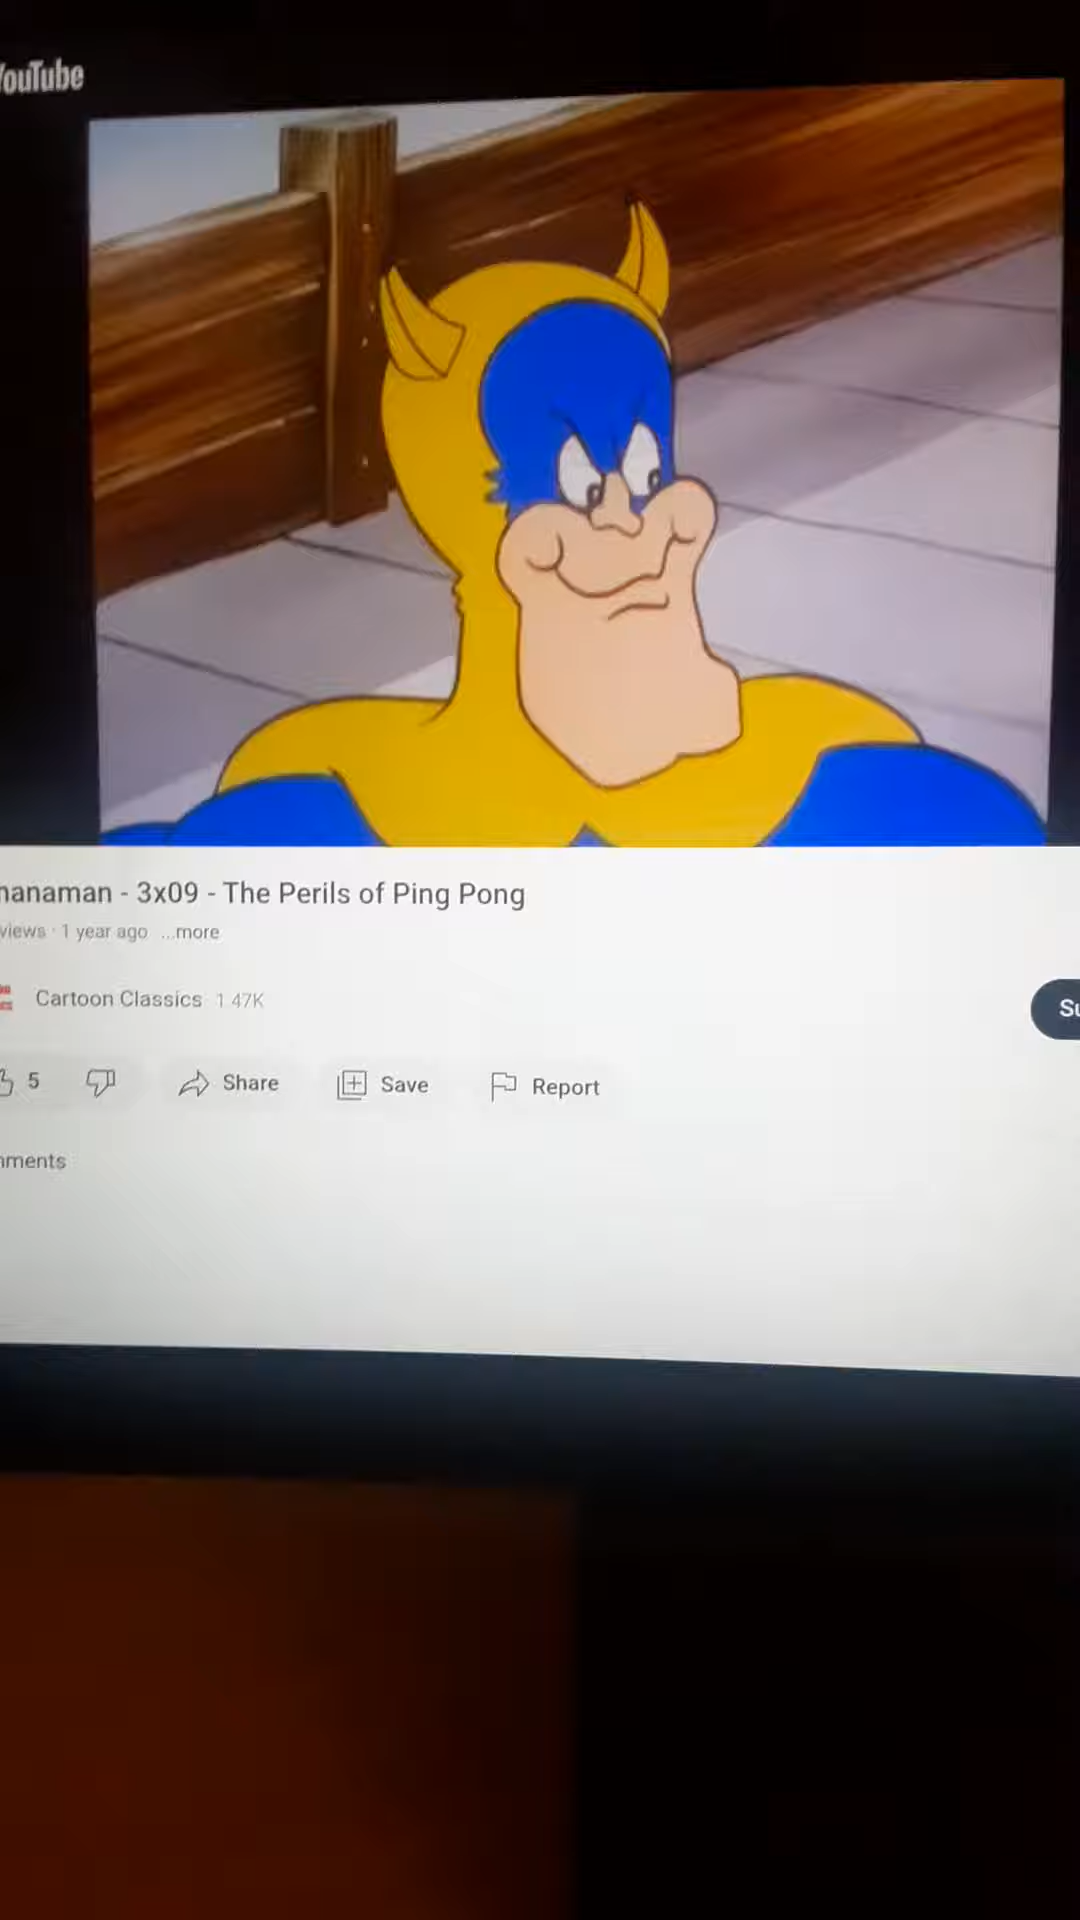 YouTube
nanaman - 3x09 - The Perils of Ping Pong
views · 1 year ago ...more
Cartoon Classics 1.47K
5 Share Save Report
mments